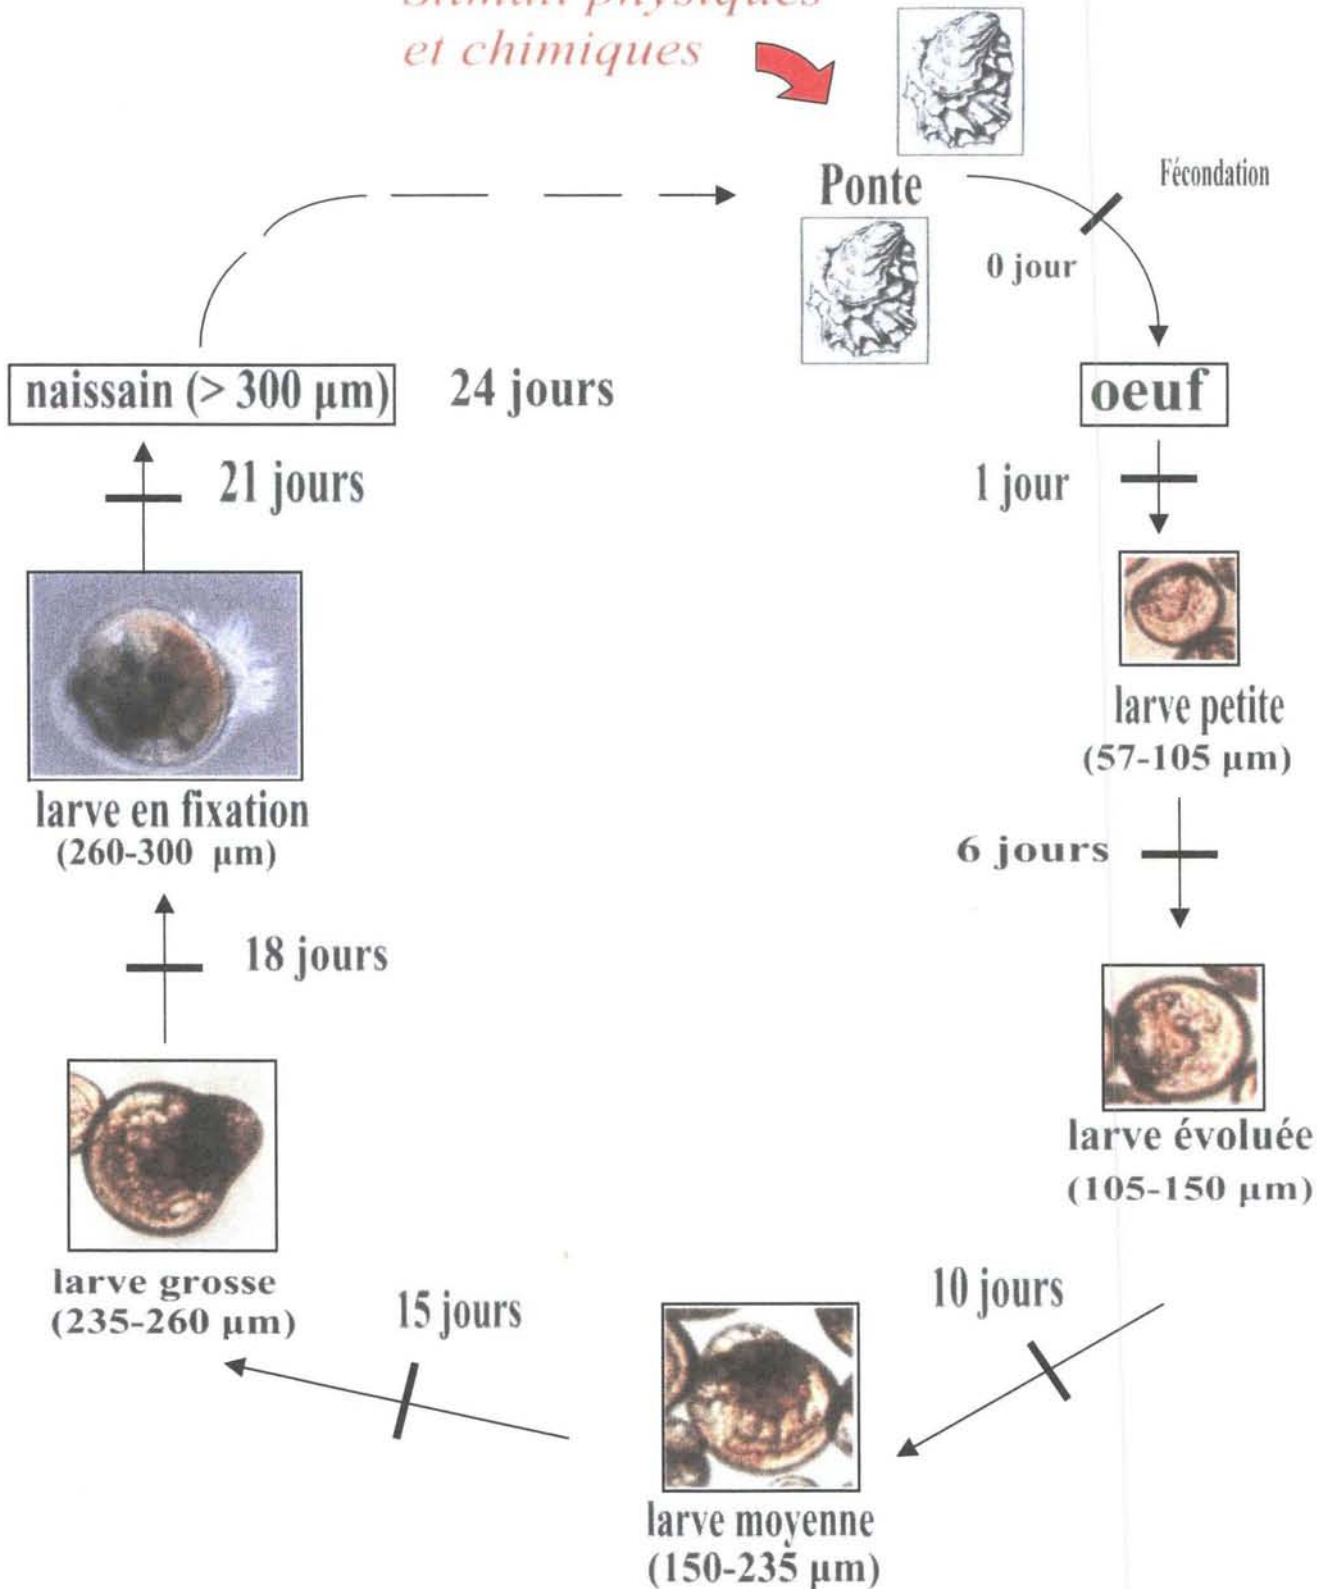 et chimiques
Ponte
Fécondation
0 jour
oeuf
1 jour
larve petite
(57-105 µm)
6 jours
larve évoluée
(105-150 µm)
10 jours
larve moyenne
(150-235 µm)
15 jours
larve grosse
(235-260 µm)
18 jours
larve en fixation
(260-300 µm)
21 jours
naissain (> 300 µm)
24 jours